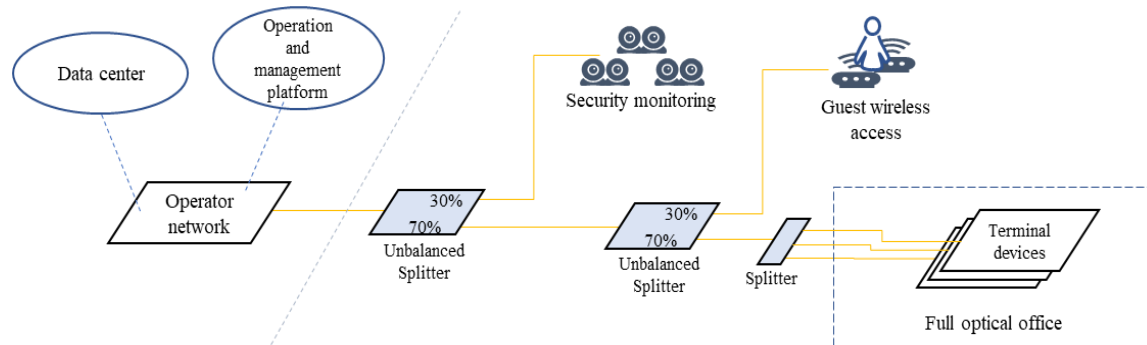 Data center
Operation
and
management
platform
Operator
network
30%
70%
Unbalanced
Splitter
Security monitoring
30%
70%
Unbalanced
Splitter
Guest wireless
access
Splitter
Terminal
devices
Full optical office